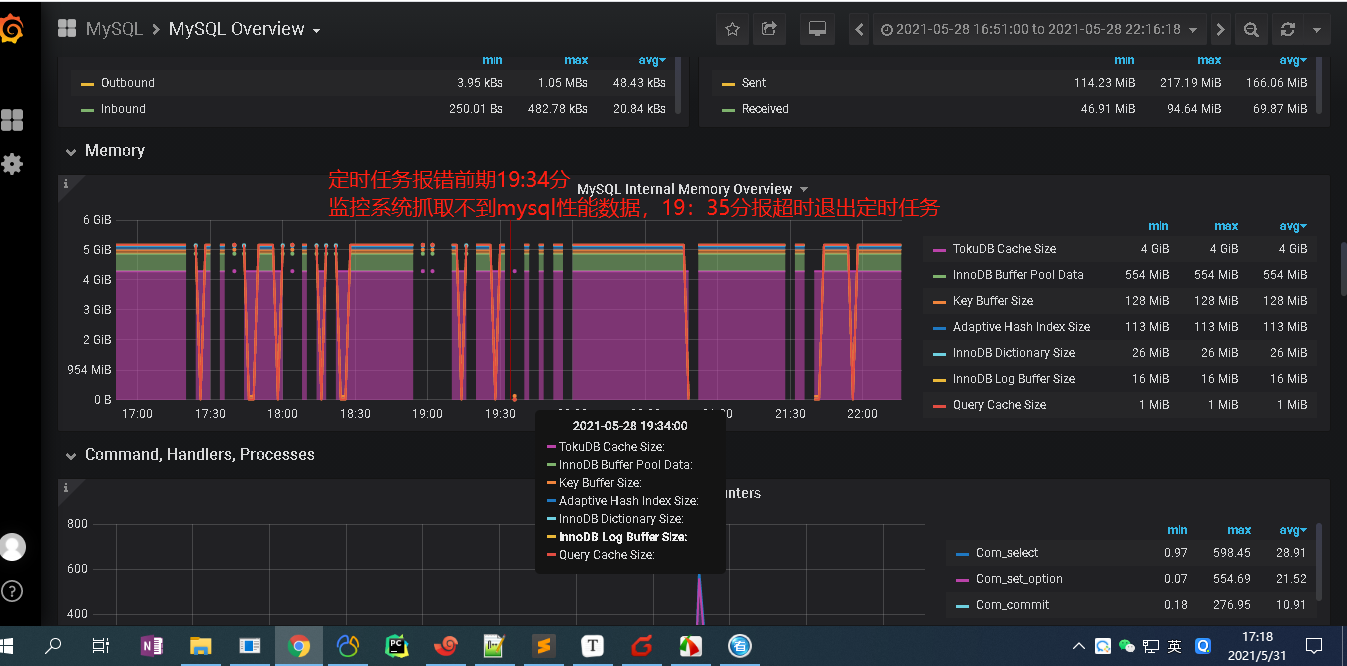 MySQL > MySQL Overview
2021-05-28 16:51:00 to 2021-05-28 22:16:18
min max avg
Outbound 3.95 kBs 1.05 MBs 48.43 kBs
Inbound 250.01 Bs 482.78 kBs 20.84 kBs
min max avg
Sent 114.23 MiB 217.19 MiB 166.06 MiB
Received 46.91 MiB 94.64 MiB 69.87 MiB
Memory
定时任务报错前期19:34分
MySQL Internal Memory Overview
监控系统抓取不到mysql性能数据，19：35分报超时退出定时任务
6 GiB
5 GiB
4 GiB
3 GiB
2 GiB
954 MiB
0 B
17:00 17:30 18:00 18:30 19:00 19:30 21:30 22:00
min max avg
TokuDB Cache Size 4 GiB 4 GiB 4 GiB
InnoDB Buffer Pool Data 554 MiB 554 MiB 554 MiB
Key Buffer Size 128 MiB 128 MiB 128 MiB
Adaptive Hash Index Size 113 MiB 113 MiB 113 MiB
InnoDB Dictionary Size 26 MiB 26 MiB 26 MiB
InnoDB Log Buffer Size 16 MiB 16 MiB 16 MiB
Query Cache Size 1 MiB 1 MiB 1 MiB
2021-05-28 19:34:00
TokuDB Cache Size:
InnoDB Buffer Pool Data:
Key Buffer Size:
Adaptive Hash Index Size:
InnoDB Dictionary Size:
InnoDB Log Buffer Size:
Query Cache Size:
Command, Handlers, Processes
unters
800
600
400
min max avg
Com_select 0.97 598.45 28.91
Com_set_option 0.07 554.69 21.52
Com_commit 0.18 276.95 10.91
英
17:18
2021/5/31